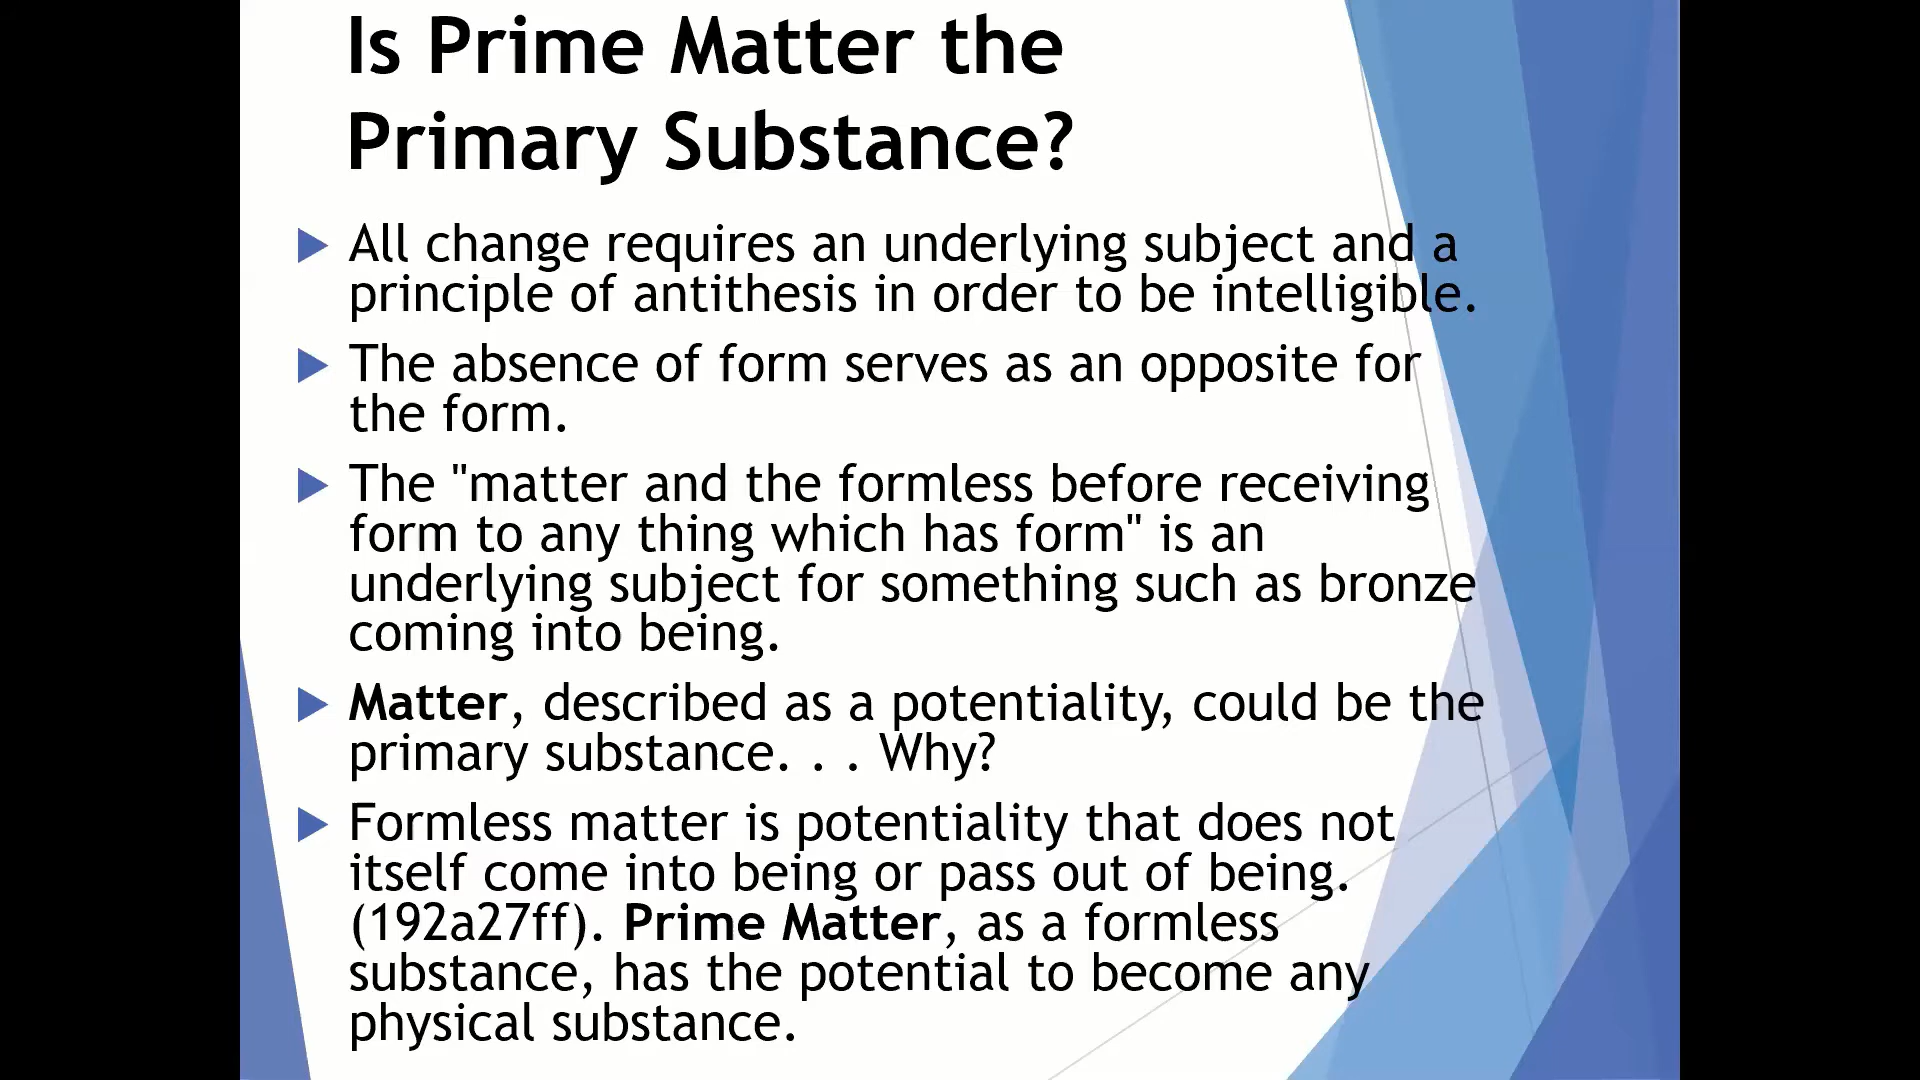 Is Prime Matter the
Primary Substance?
All change requires an underlying subject and a
principle of antithesis in order to be intelligible.
The absence of form serves as an opposite for
the form.
The "matter and the formless before receiving
form to any thing which has form" is an
underlying subject for something such as bronze
coming into being.
Matter, described as a potentiality, could be the
primary substance. . . Why?
Formless matter is potentiality that does not
itself come into being or pass out of being.
(192a27ff). Prime Matter, as a formless
substance, has the potential to become any
physical substance.